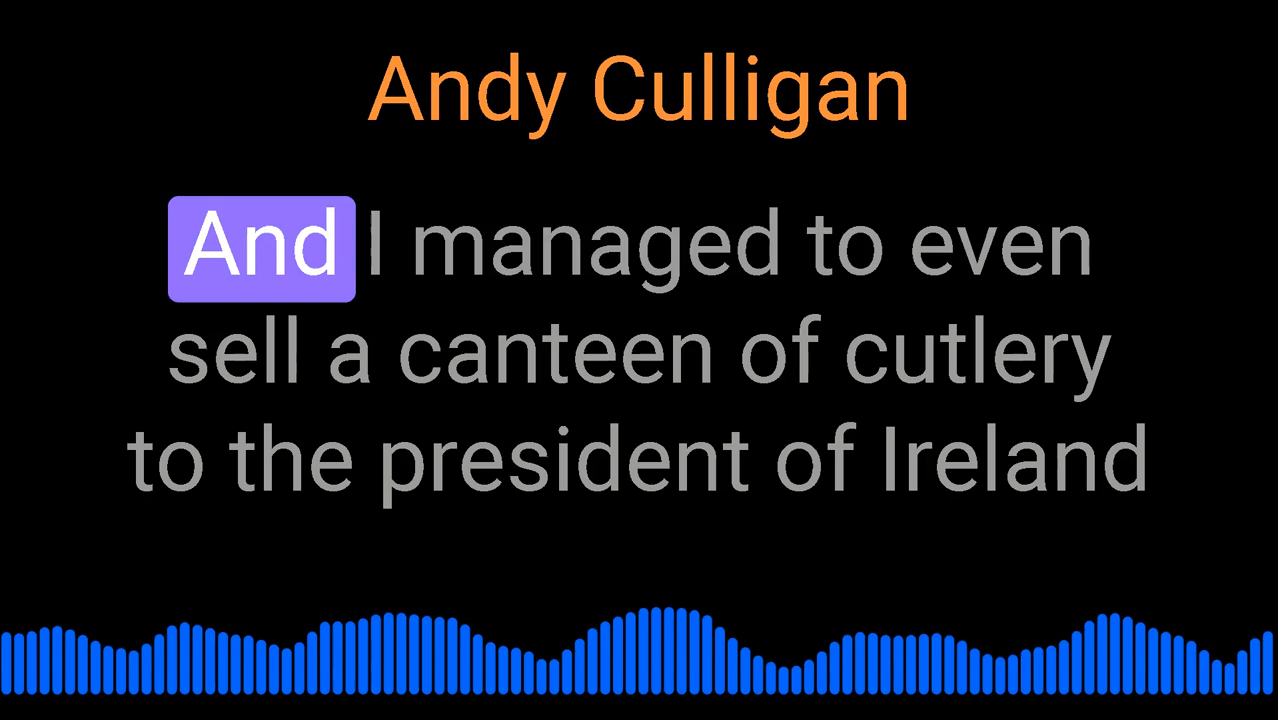 Andy Culligan
And I managed to even
sell a canteen of cutlery
to the president of Ireland